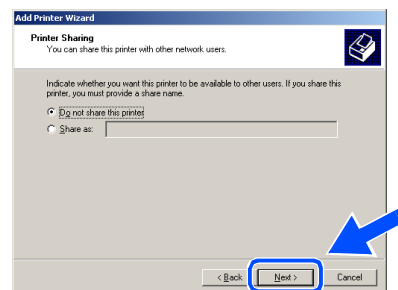 Add Printer Wizard
Printer Sharing
You can share this printer with other network users.
Indicate whether you want this printer to be available to other users. If you share this
printer, you must provide a share name.
Do not share this printer
Share as:
< Back Next > Cancel